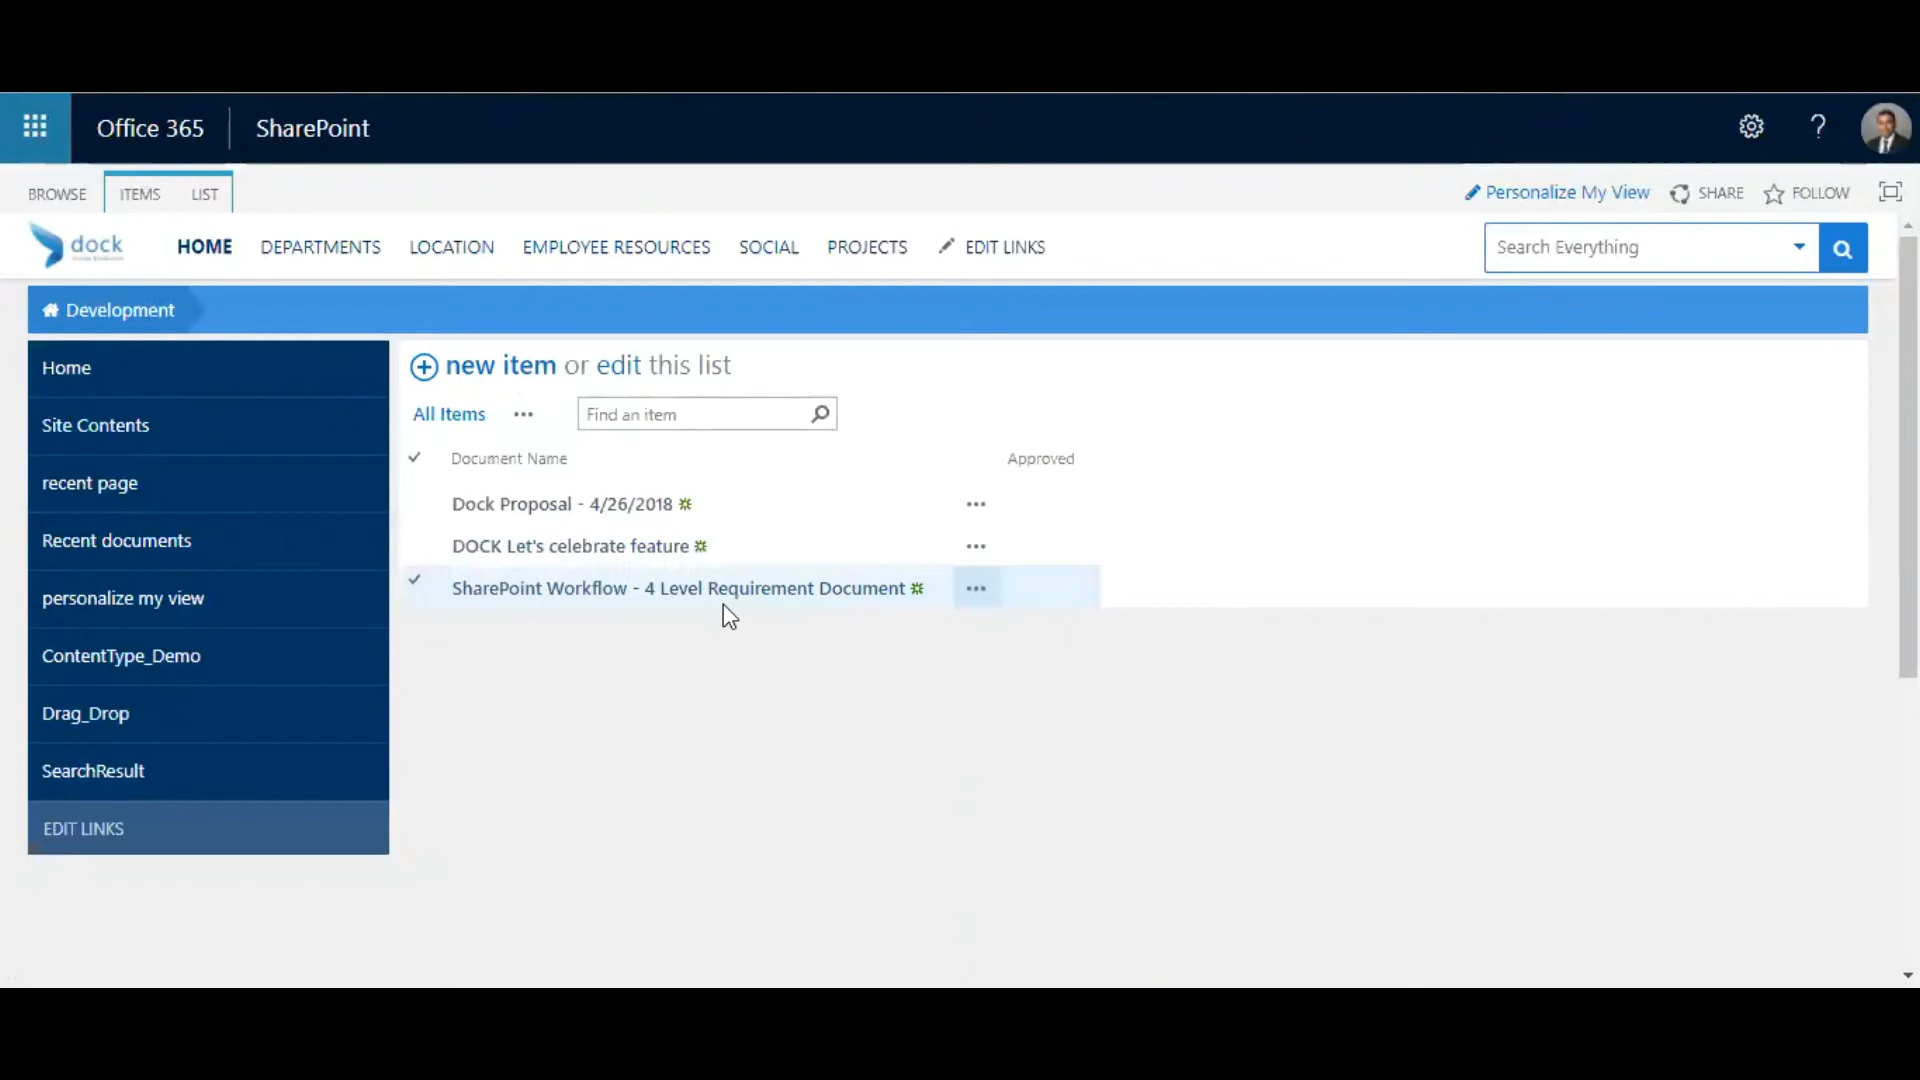 Office 365 SharePoint ?
BROWSE ITEMS LIST Personalize My View SHARE FOLLOW
dock HOME DEPARTMENTS LOCATION EMPLOYEE RESOURCES SOCIAL PROJECTS EDIT LINKS Search Everything
Development
Home
Site Contents
recent page
Recent documents
personalize my view
ContentType_Demo
Drag_Drop
SearchResult
EDIT LINKS
new item or edit this list
All Items ... Find an item
Document Name Approved
Dock Proposal - 4/26/2018 ...
DOCK Let's celebrate feature ...
SharePoint Workflow - 4 Level Requirement Document ...